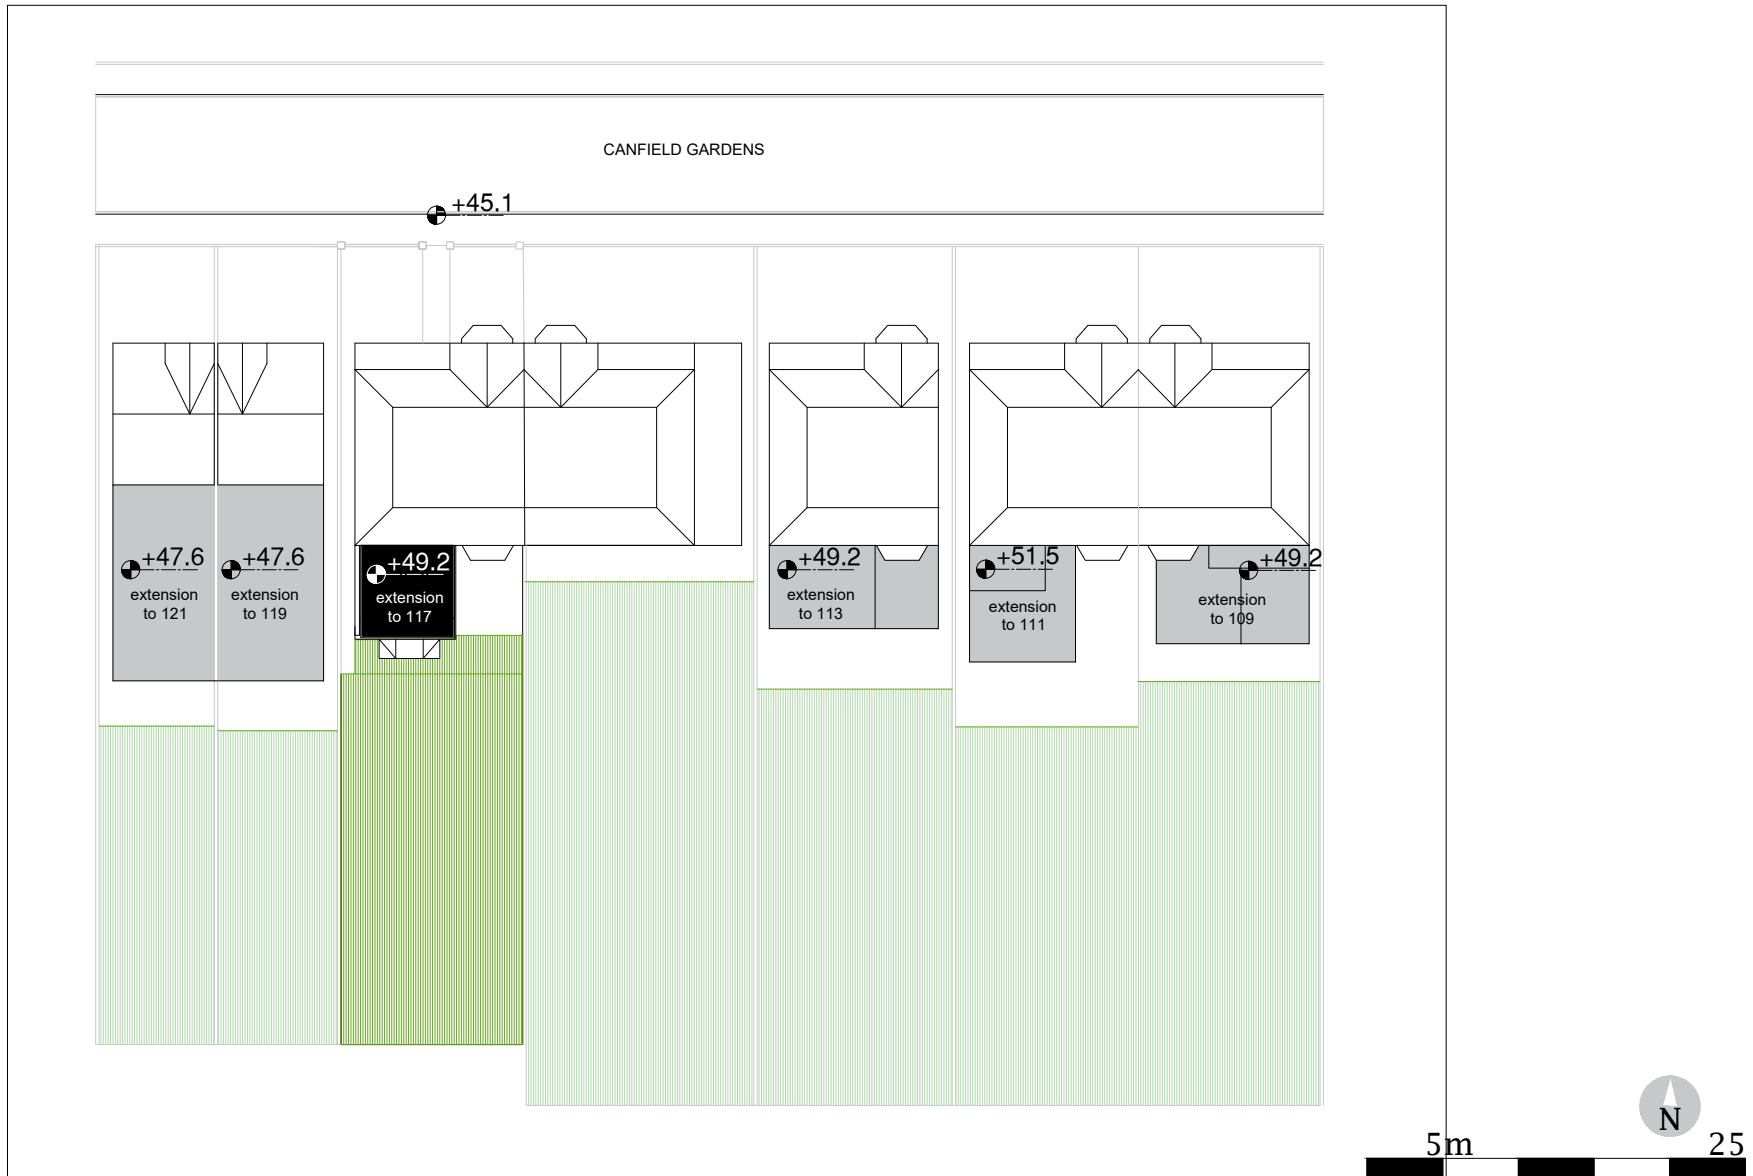 CANFIELD GARDENS
+45.1
+47.6
extension
to 121
+47.6
extension
to 119
+49.2
extension
to 117
+49.2
extension
to 113
+51.5
extension
to 111
+49.2
extension
to 109
N
5m
25